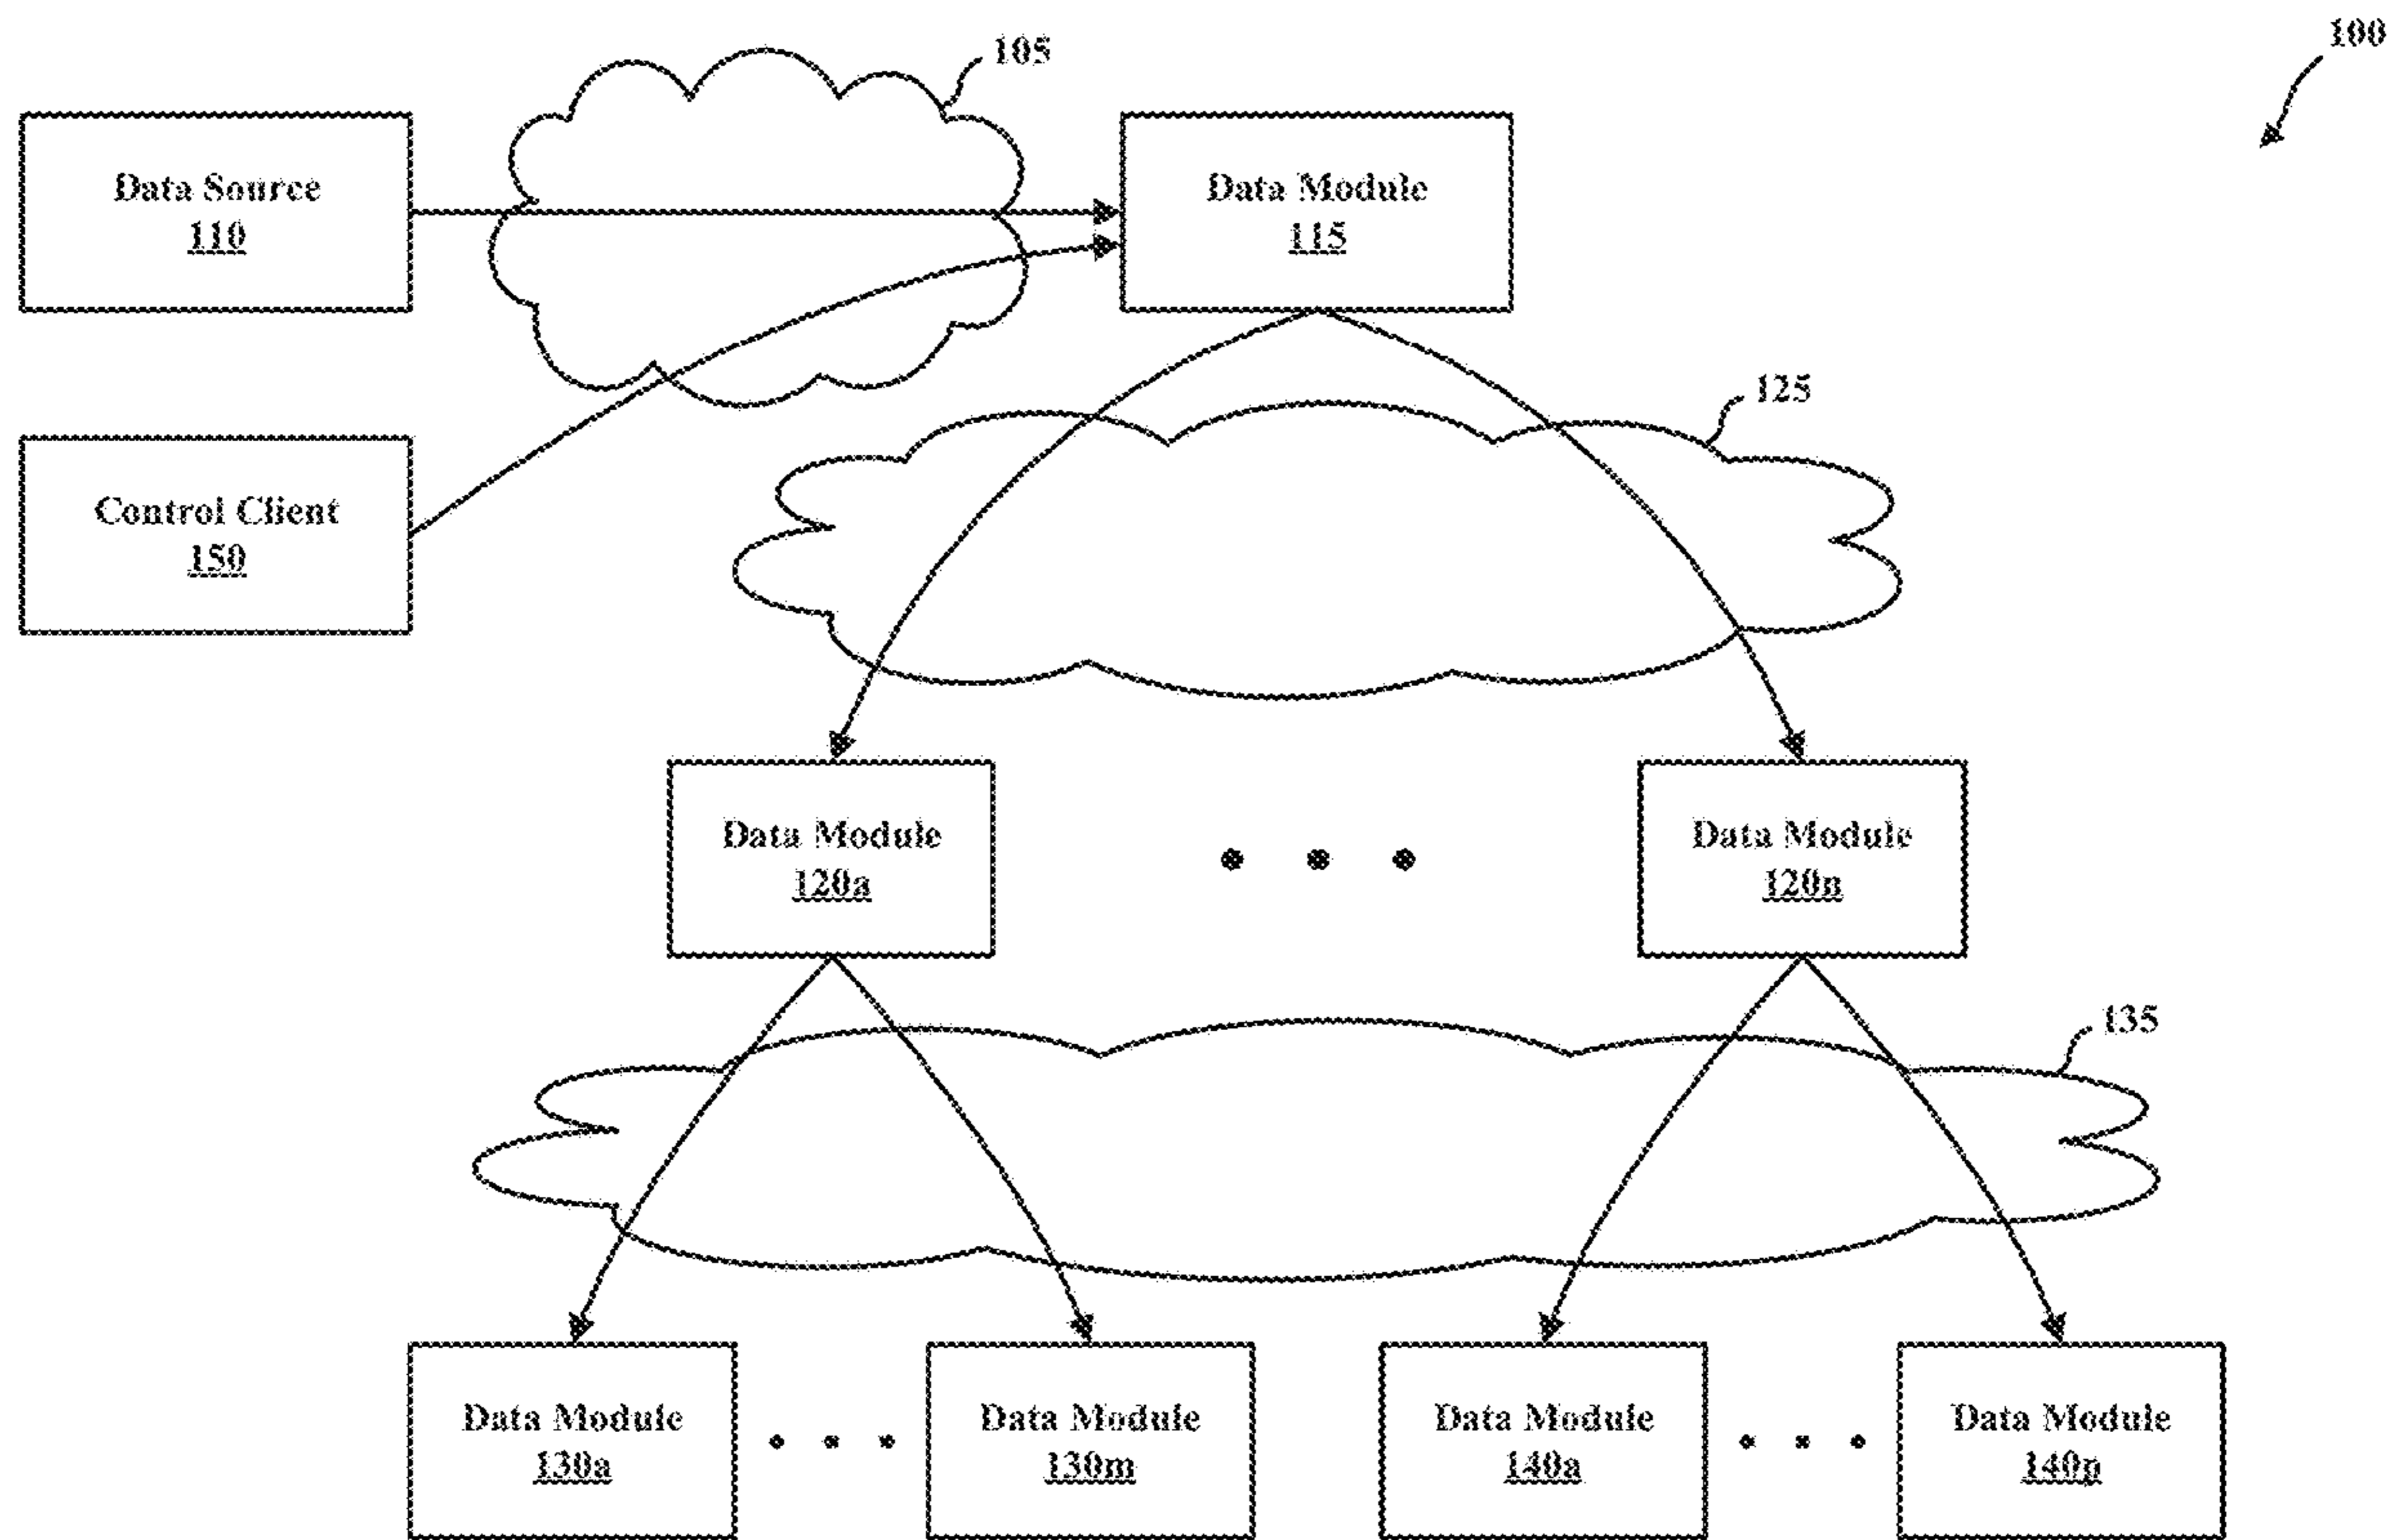 100
105
Data Source
110
Data Module
115
125
Control Client
150
Data Module
120a
Data Module
120n
135
Data Module
130a
Data Module
130m
Data Module
140a
Data Module
140p